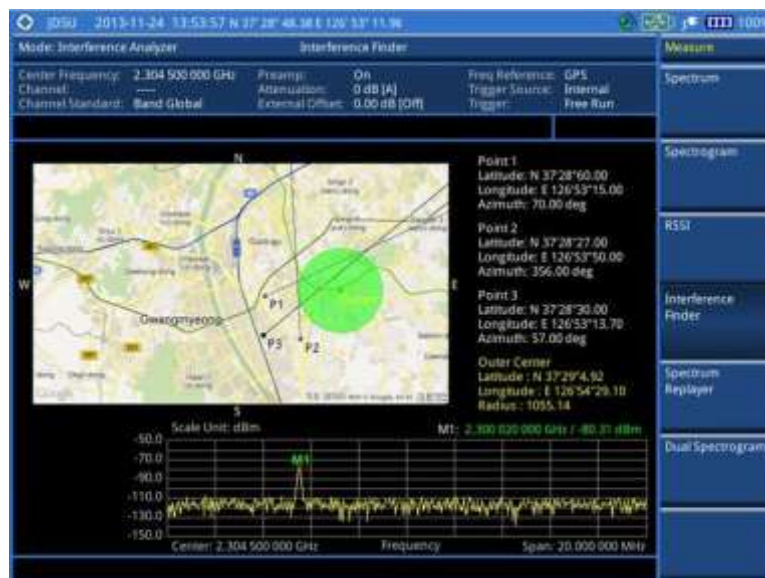 JDSU 2013-11-24 13:53:57 N 37° 28" 48.38 E 126° 53" 11.96 100%
Mode: Interference Analyzer Interference Finder Measure
Center Frequency: 2.304 500 000 GHz Preamp: On Freq Reference: GPS
Channel: ---- Attenuation: 0 dB [A] Trigger Source: Internal
Channel Standard: Band Global External Offset: 0.00 dB [Off] Trigger: Free Run
Spectrum
Spectrogram
RSSI
Interference Finder
Spectrum Replayer
Dual Spectrogram
N
W
E
S
Gwangmyeong
P1
P2
P3
Point 1
Latitude: N 37°28"60.00
Longitude: E 126°53"15.00
Azimuth: 70.00 deg
Point 2
Latitude: N 37°28"27.00
Longitude: E 126°53"50.00
Azimuth: 356.00 deg
Point 3
Latitude: N 37°28"30.00
Longitude: E 126°53"13.70
Azimuth: 57.00 deg
Outer Center
Latitude : N 37°29"4.92
Longitude : E 126°54"29.10
Radius : 1055.14
Scale Unit: dBm M1: 2.300 020 000 GHz / -80.31 dBm
-50.0
-70.0
M1
-90.0
-110.0
-130.0
-150.0
Center: 2.304 500 000 GHz Frequency Span: 20.000 000 MHz